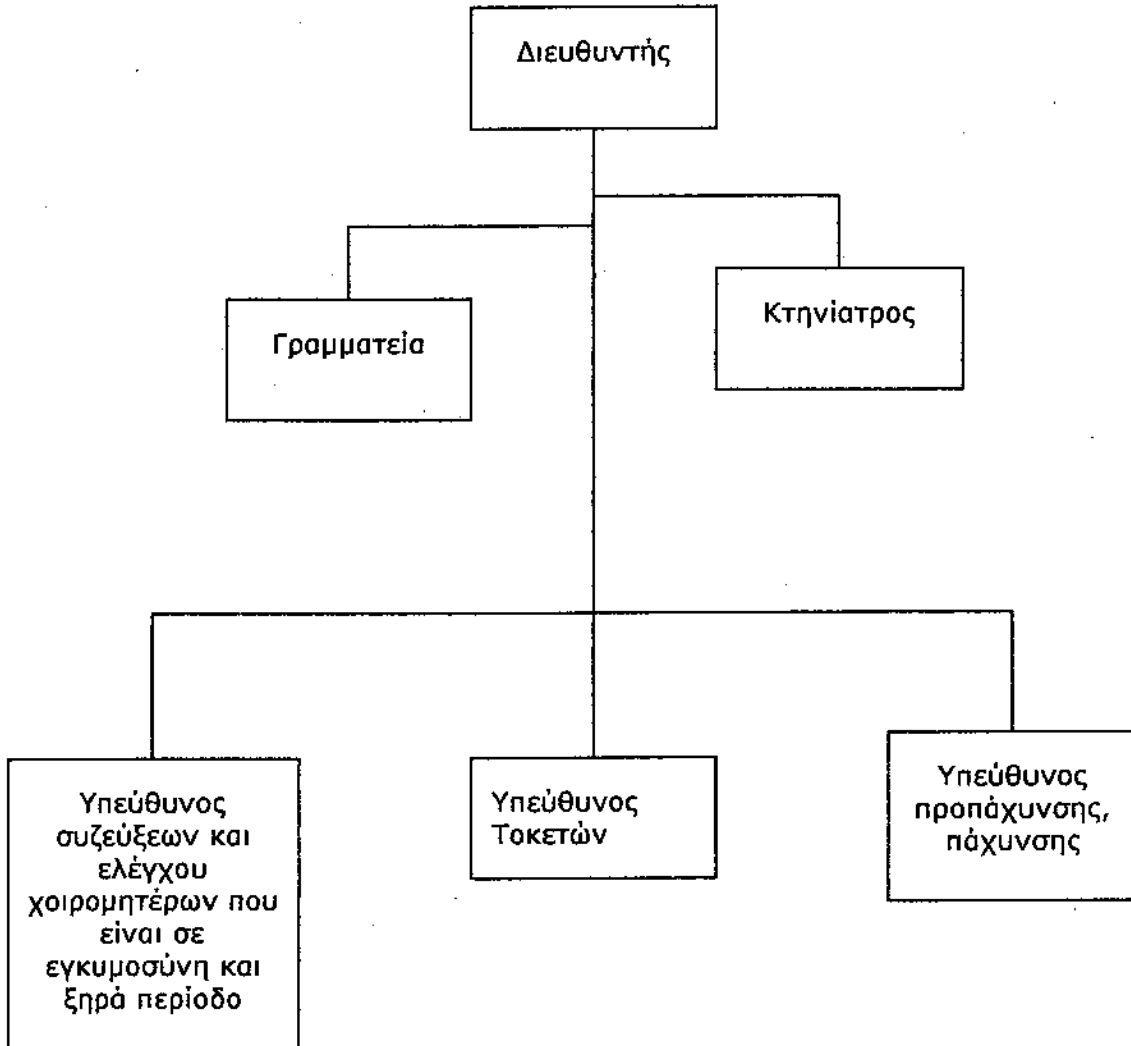 Διευθυντής
Κτηνίατρος
Γραμματεία
Υπεύθυνος
συζεύξεων και
ελέγχου
χοιρομητέρων που
είναι σε
εγκυμοσύνη και
ξηρά περίοδο
Υπεύθυνος
Τοκετών
Υπεύθυνος
προπάχυνσης,
πάχυνσης